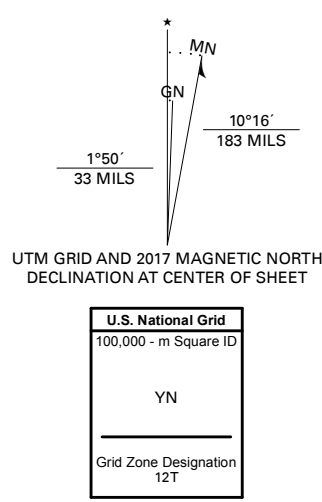 ★
MN
GN
10°16´
183 MILS
1°50´
33 MILS
UTM GRID AND 2017 MAGNETIC NORTH
DECLINATION AT CENTER OF SHEET
U.S. National Grid
100,000 - m Square ID
YN
Grid Zone Designation
12T